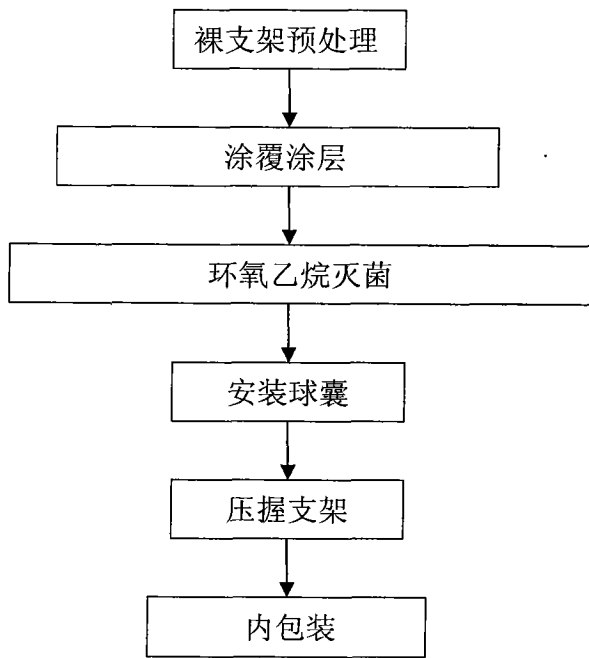 裸支架预处理
涂覆涂层
环氧乙烷灭菌
安装球囊
压握支架
内包装